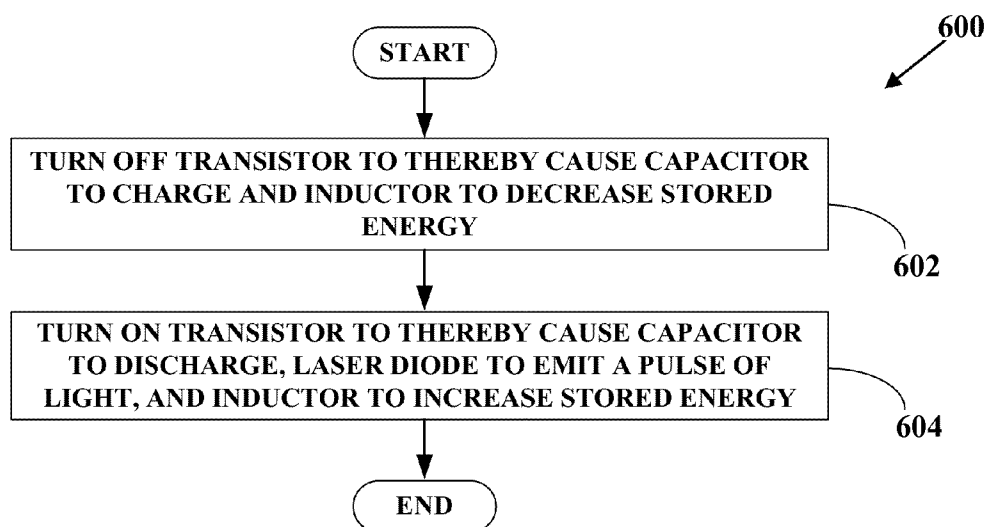 600
START
TURN OFF TRANSISTOR TO THEREBY CAUSE CAPACITOR
TO CHARGE AND INDUCTOR TO DECREASE STORED
ENERGY
602
TURN ON TRANSISTOR TO THEREBY CAUSE CAPACITOR
TO DISCHARGE, LASER DIODE TO EMIT A PULSE OF
LIGHT, AND INDUCTOR TO INCREASE STORED ENERGY
604
END